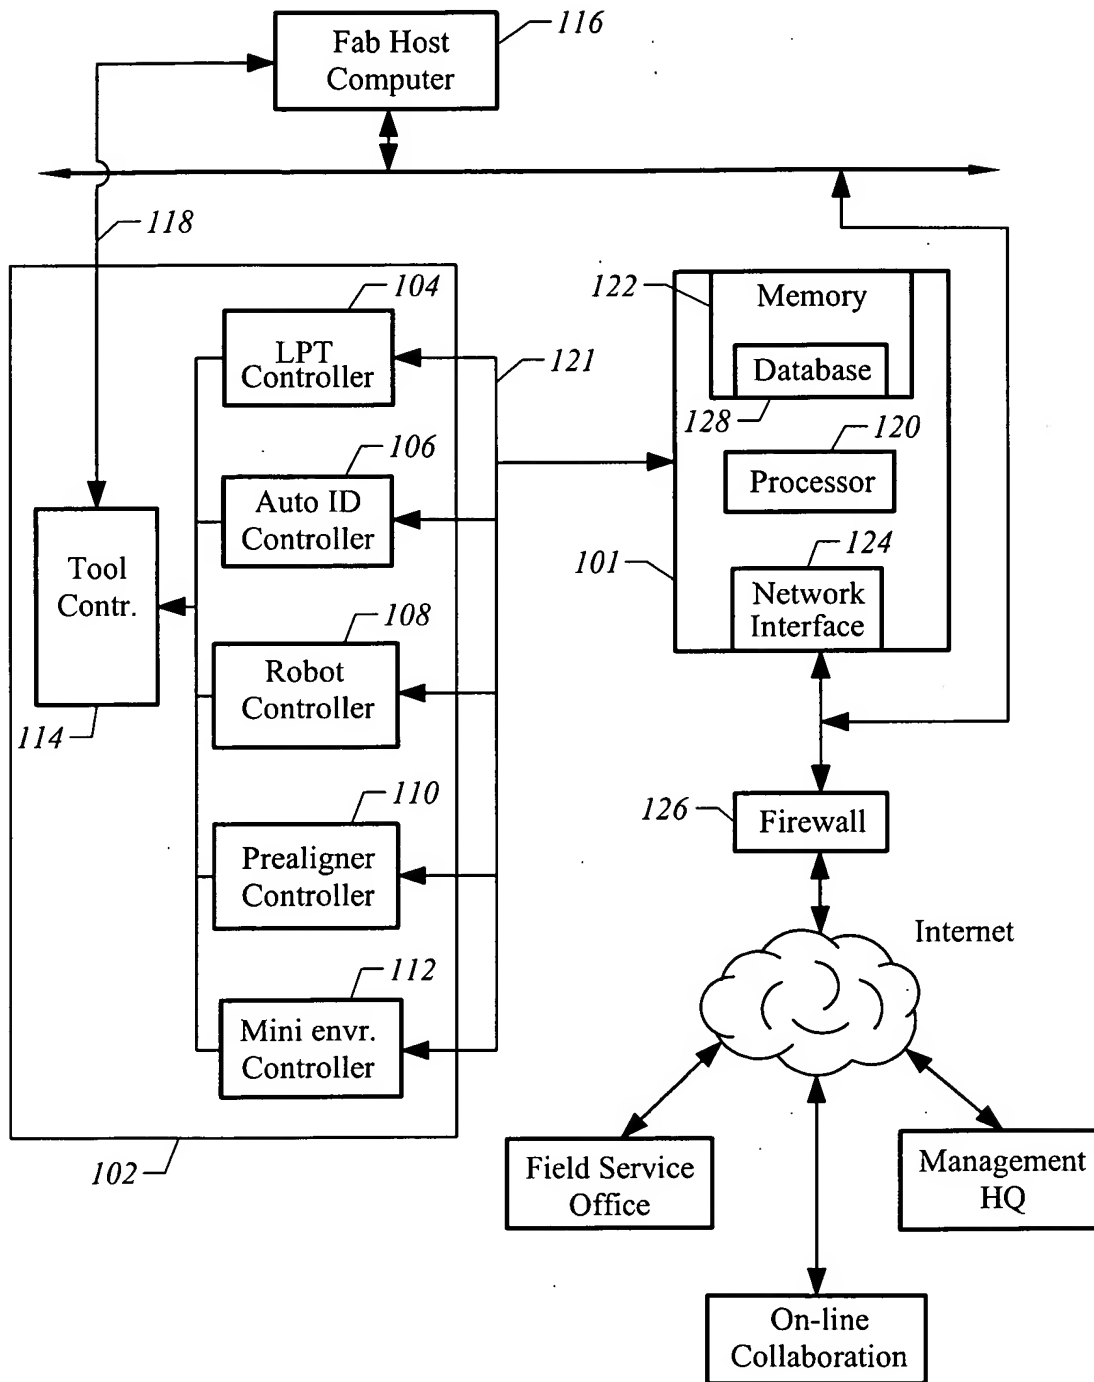 116
Fab Host
Computer
118
104
LPT
Controller
121
122
Memory
Database
128
120
Processor
106
Auto ID
Controller
Tool
Contr.
101
124
Network
Interface
108
Robot
Controller
114
126
Firewall
110
Prealigner
Controller
Internet
112
Mini envr.
Controller
102
Field Service
Office
Management
HQ
On-line
Collaboration